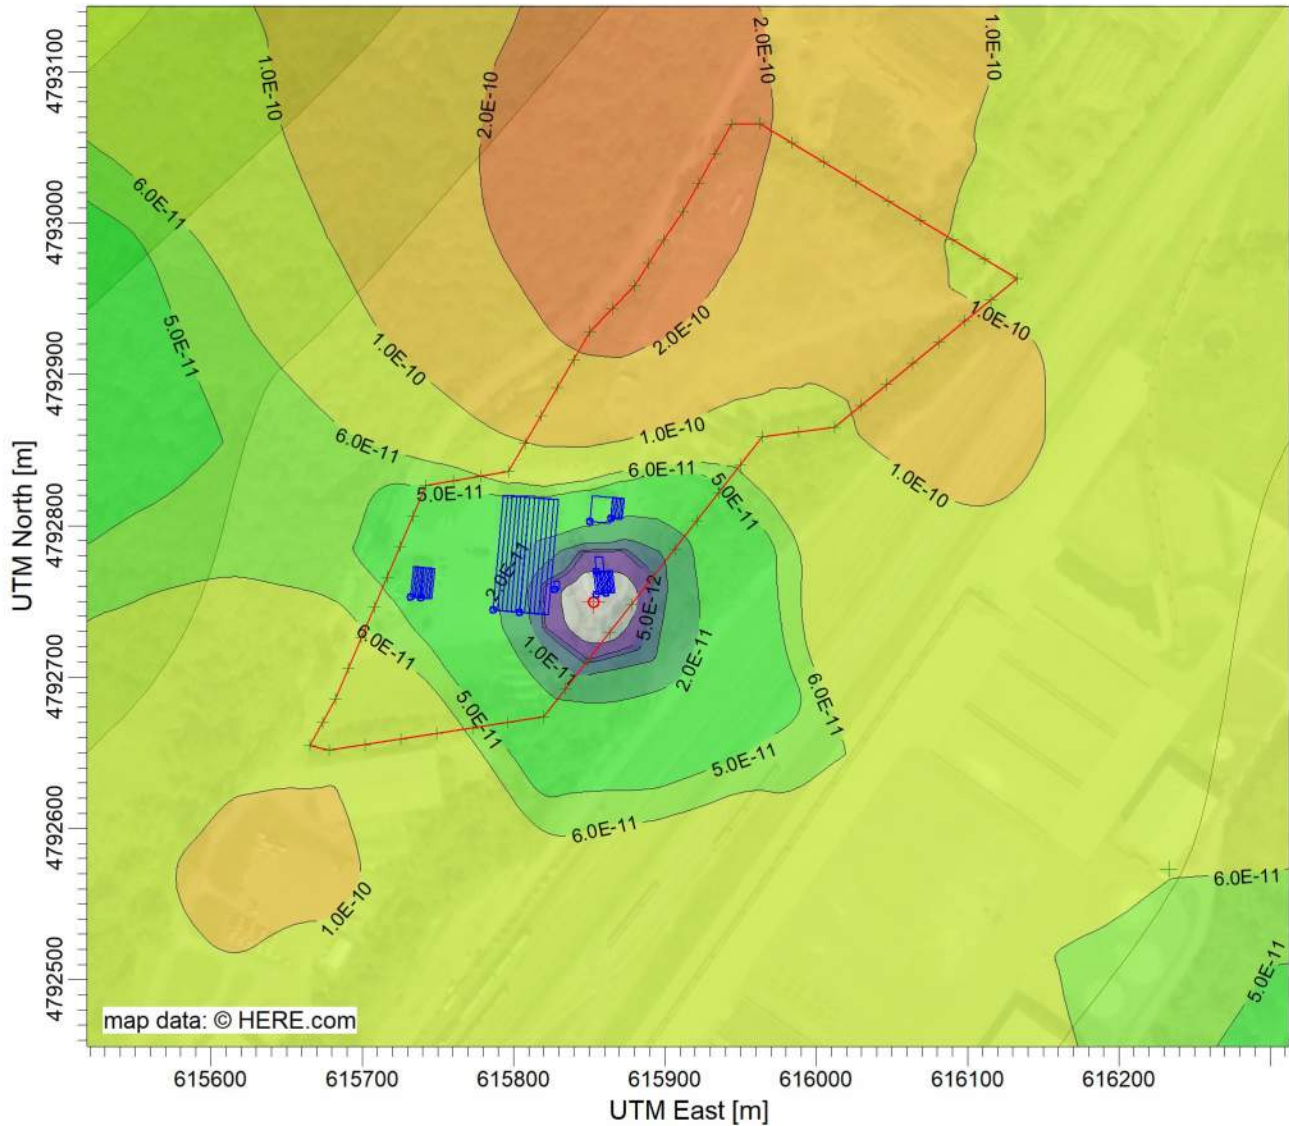 2.0E-10
1.0E-10
1.0E-10
2.0E-10
6.0E-11
5.0E-11
1.0E-10
2.0E-10
1.0E-10
1.0E-10
6.0E-11
6.0E-11
5.0E-11
5.0E-11
1.0E-10
2.0E-11
5.0E-12
6.0E-11
1.0E-11
2.0E-11
5.0E-11
6.0E-11
5.0E-11
6.0E-11
1.0E-10
6.0E-11
5.0E-11
map data: © HERE.com
4793100
4793000
4792900
4792800
4792700
4792600
4792500
UTM North [m]
615600 615700 615800 615900 616000 616100 616200
UTM East [m]